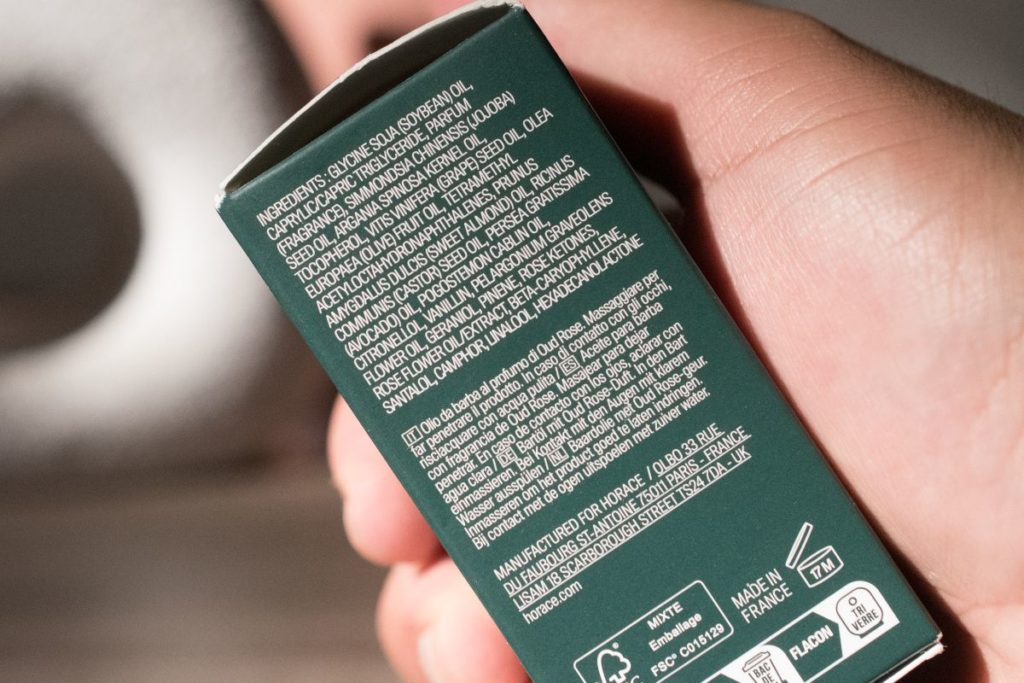 INGREDIENTS : GLYCINE SOJA (SOYBEAN) OIL,
CAPRYLIC/CAPRIC TRIGLYCERIDE, PARFUM
(FRAGRANCE), SIMMONDSIA CHINENSIS (JOJOBA)
SEED OIL, ARGANIA SPINOSA KERNEL OIL,
TOCOPHEROL, VITIS VINIFERA (GRAPE) SEED OIL, OLEA
EUROPAEA (OLIVE) FRUIT OIL, TETRAMETHYL
ACETYLOCTAHYDRONAPHTHALENES, PRUNUS
AMYGDALUS DULCIS (SWEET ALMOND) OIL, RICINUS
COMMUNIS (CASTOR) SEED OIL, PERSEA GRATISSIMA
(AVOCADO) OIL, POGOSTEMON CABLIN OIL,
CITRONELLOL, VANILLIN, PELARGONIUM GRAVEOLENS
FLOWER OIL, GERANIOL, PINENE, ROSE KETONES,
ROSE FLOWER OIL/EXTRACT, BETA-CARYOPHYLLENE,
SANTALOL, CAMPHOR, LINALOOL, HEXADECANOLACTONE
IT Olio da barba al profumo di Oud Rose. Massaggiare per
far penetrare il prodotto. In caso di contatto con gli occhi,
risciacquare con acqua pulita / ES Aceite para barba
con fragrancia de Oud Rose. Masajear para dejar
penetrar. En caso de contacto con los ojos, aclarar con
agua clara / DE Bartöl mit Oud Rose-Duft. In den Bart
einmassieren. Bei Kontakt mit den Augen mit klarem
Wasser ausspülen / NL Baardolie met Oud Rose-geur.
Inmasseren om het product goed te laten indringen.
Bij contact met de ogen uitspoelen met zuiver water.
MANUFACTURED FOR HORACE / OLBO 33 RUE
DU FAUBOURG ST-ANTOINE 75011 PARIS - FRANCE
LISAM 18 SCARBOROUGH STREET TS24 7DA - UK
horace.com
MADE IN
FRANCE
17 M
MIXTE
Emballage
FSC® C015129
FSC
BAC
DE
FLACON
TRI
VERRE